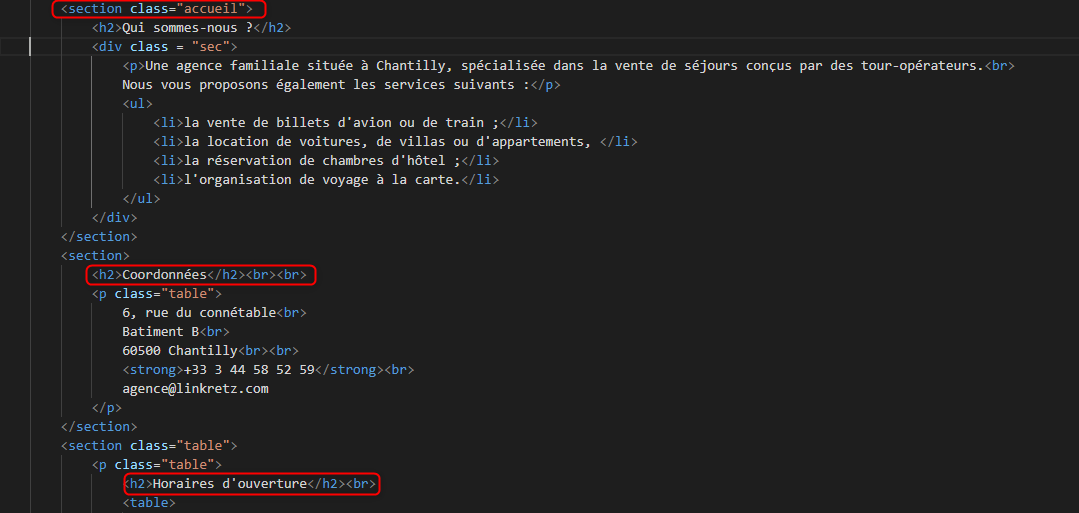 <section class="accueil">
<h2>Qui sommes-nous ?</h2>
<div class = "sec">
<p>Une agence familiale située à Chantilly, spécialisée dans la vente de séjours conçus par des tour-opérateurs.<br>
Nous vous proposons également les services suivants :</p>
<ul>
<li>la vente de billets d'avion ou de train ;</li>
<li>la location de voitures, de villas ou d'appartements, </li>
<li>la réservation de chambres d'hôtel ;</li>
<li>l'organisation de voyage à la carte.</li>
</ul>
</div>
</section>
<section>
<h2>Coordonnées</h2><br><br>
<p class="table">
6, rue du connétable<br>
Batiment B<br>
60500 Chantilly<br><br>
<strong>+33 3 44 58 52 59</strong><br>
agence@linkretz.com
</p>
</section>
<section class="table">
<p class="table">
<h2>Horaires d'ouverture</h2><br>
<table>